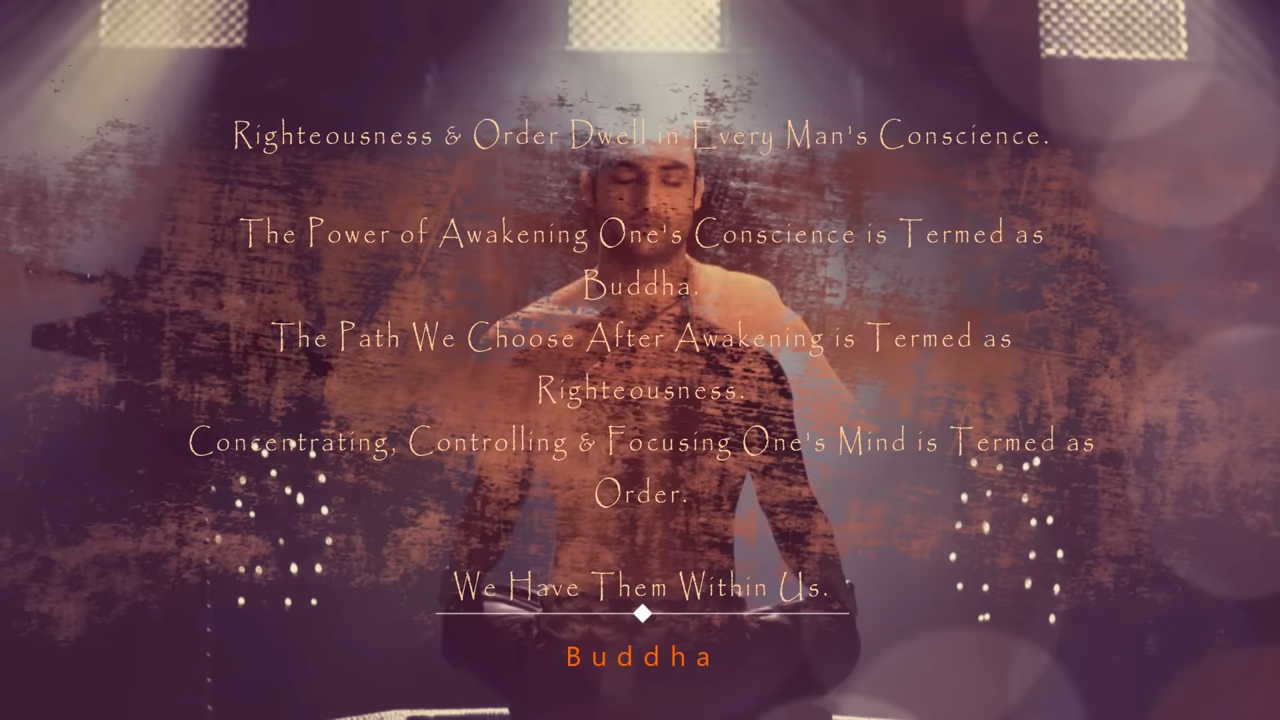 Righteousness & Order Dwell in Every Man's Conscience.
The Power of Awakening One's Conscience is Termed as
Buddha.
The Path We Choose After Awakening is Termed as
Righteousness.
Concentrating, Controlling & Focusing One's Mind is Termed as
Order.
We Have Them Within Us.
Buddha